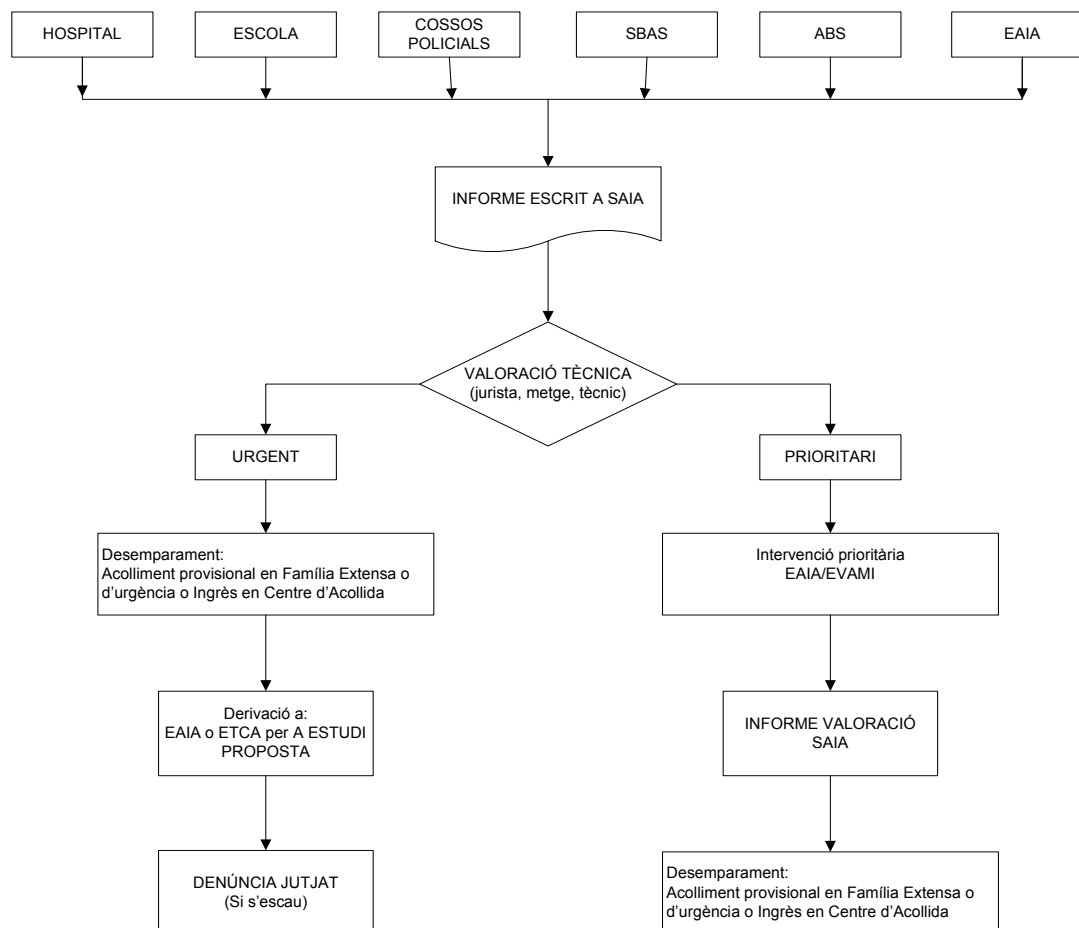 HOSPITAL
ESCOLA
COSSOS
POLICIALS
SBAS
ABS
EAIA
INFORME ESCRIT A SAIA
VALORACIÓ TÈCNICA
(jurista, metge, tècnic)
URGENT
PRIORITARI
Desemparament:
Acolliment provisional en Família Extensa o
d'urgència o Ingrès en Centre d'Acollida
Intervenció prioritària
EAIA/EVAMI
Derivació a:
EAIA o ETCA per A ESTUDI
PROPOSTA
INFORME VALORACIÓ
SAIA
DENÚNCIA JUTJAT
(Si s'escau)
Desemparament:
Acolliment provisional en Família Extensa o
d'urgència o Ingrès en Centre d'Acollida